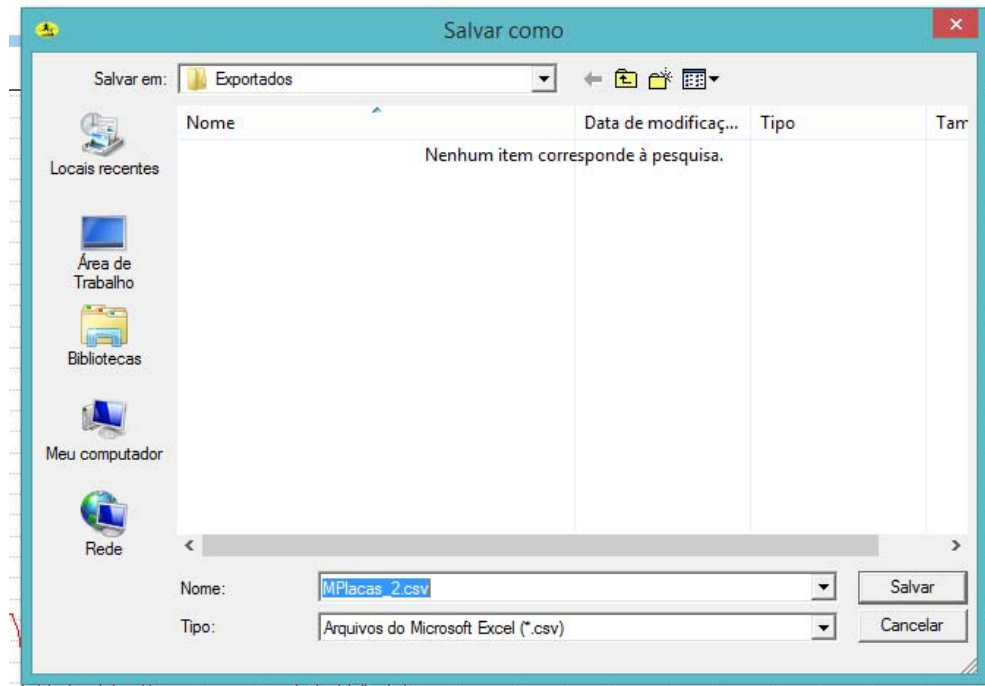 Salvar como
Salvar em:
Exportados
Nome
Data de modificaç...
Tipo
Tam
Nenhum item corresponde à pesquisa.
Locais recentes
Área de
Trabalho
Bibliotecas
Meu computador
Rede
Nome:
MPlacas_2.csv
Salvar
Tipo:
Arquivos do Microsoft Excel (*.csv)
Cancelar